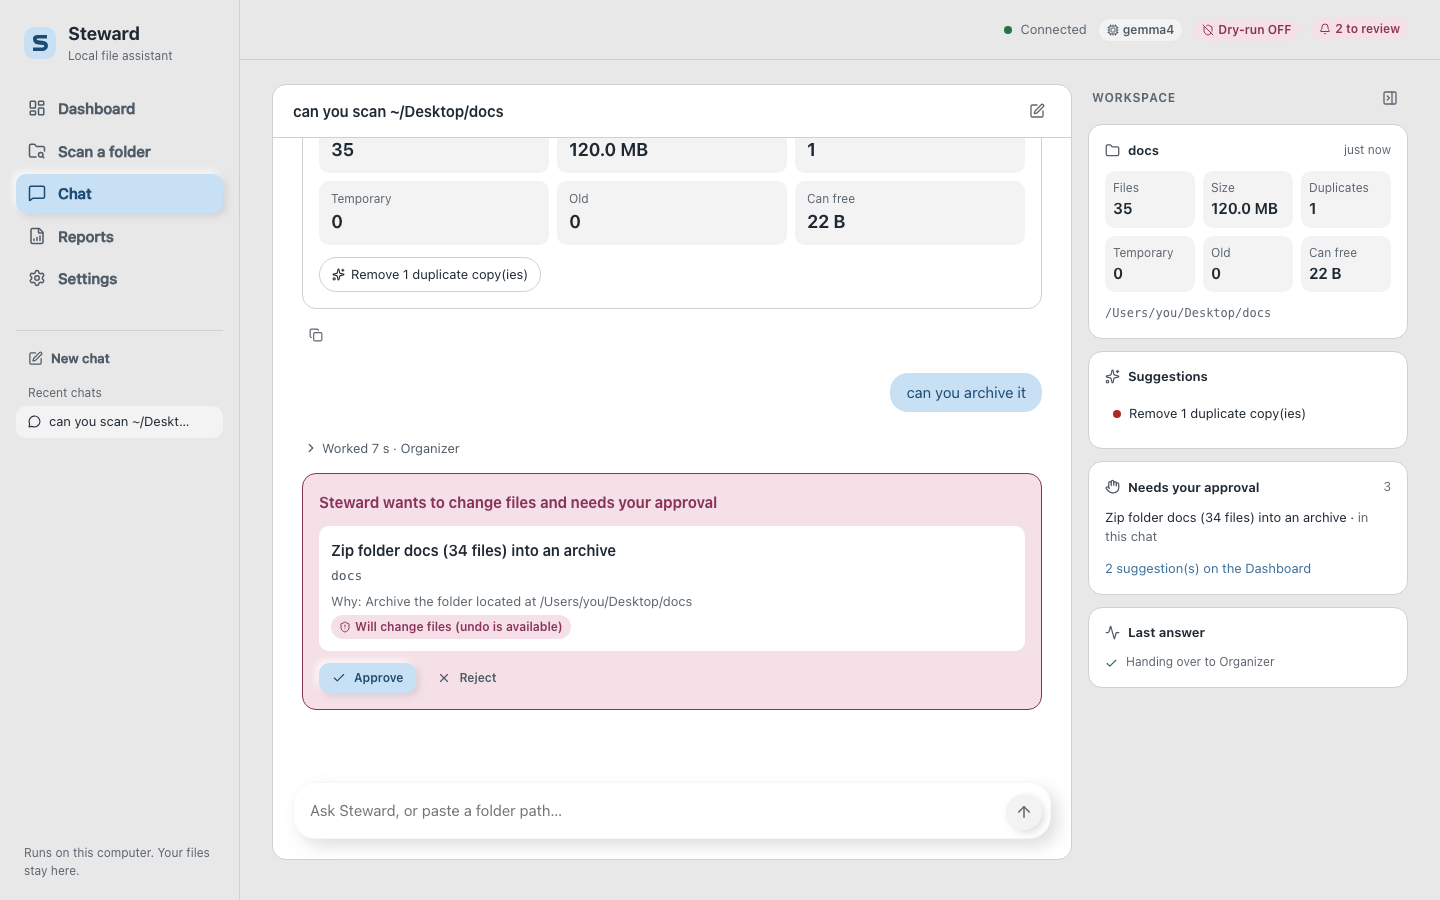 Steward
Local file assistant
Dashboard
Scan a folder
Chat
Reports
Settings
New chat
Recent chats
can you scan ~/Deskt...
Runs on this computer. Your files
stay here.
Connected
gemma4
Dry-run OFF
2 to review
can you scan ~/Desktop/docs
35
120.0 MB
1
Temporary
0
Old
0
Can free
22 B
Remove 1 duplicate copy(ies)
can you archive it
Worked 7 s · Organizer
Steward wants to change files and needs your approval
Zip folder docs (34 files) into an archive
docs
Why: Archive the folder located at /Users/you/Desktop/docs
Will change files (undo is available)
Approve
Reject
Ask Steward, or paste a folder path...
WORKSPACE
docs
just now
Files
35
Size
120.0 MB
Duplicates
1
Temporary
0
Old
0
Can free
22 B
/Users/you/Desktop/docs
Suggestions
Remove 1 duplicate copy(ies)
Needs your approval
3
Zip folder docs (34 files) into an archive · in
this chat
2 suggestion(s) on the Dashboard
Last answer
Handing over to Organizer